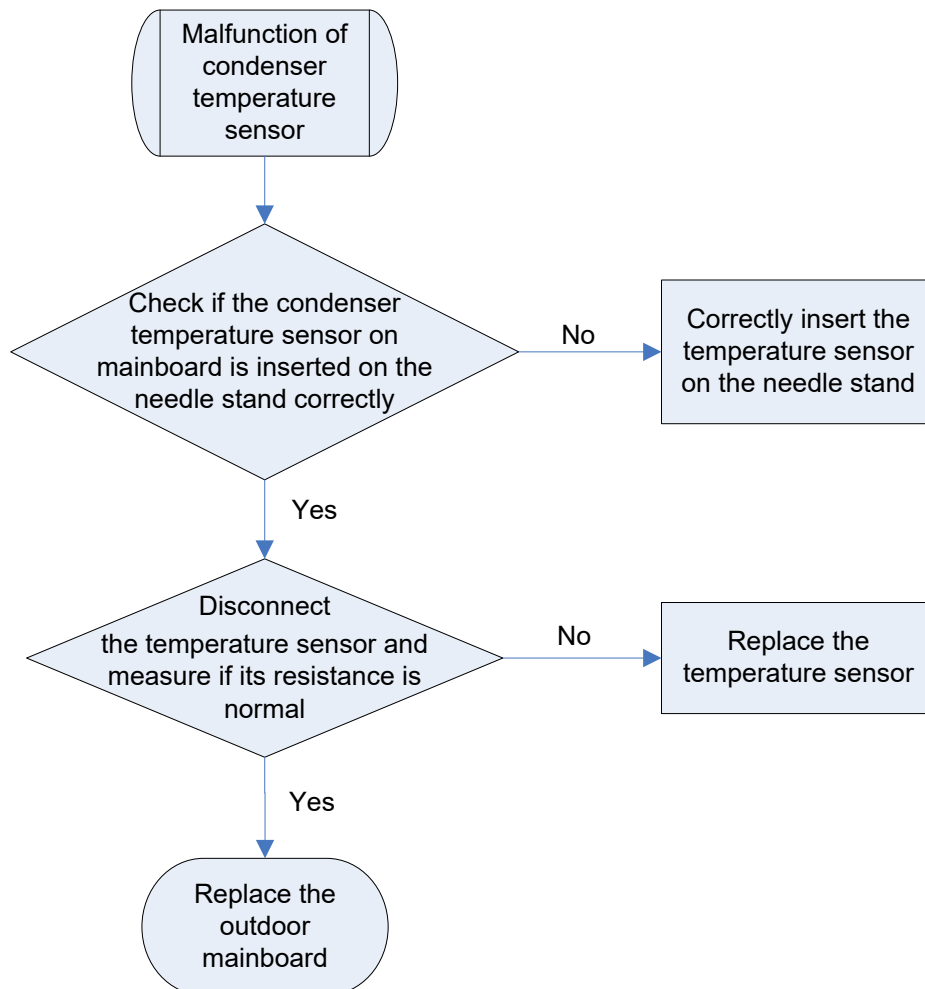 Malfunction of
condenser
temperature
sensor
Check if the condenser
temperature sensor on
mainboard is inserted on the
needle stand correctly
No
Correctly insert the
temperature sensor
on the needle stand
Yes
Disconnect
the temperature sensor and
measure if its resistance is
normal
No
Replace the
temperature sensor
Yes
Replace the
outdoor
mainboard